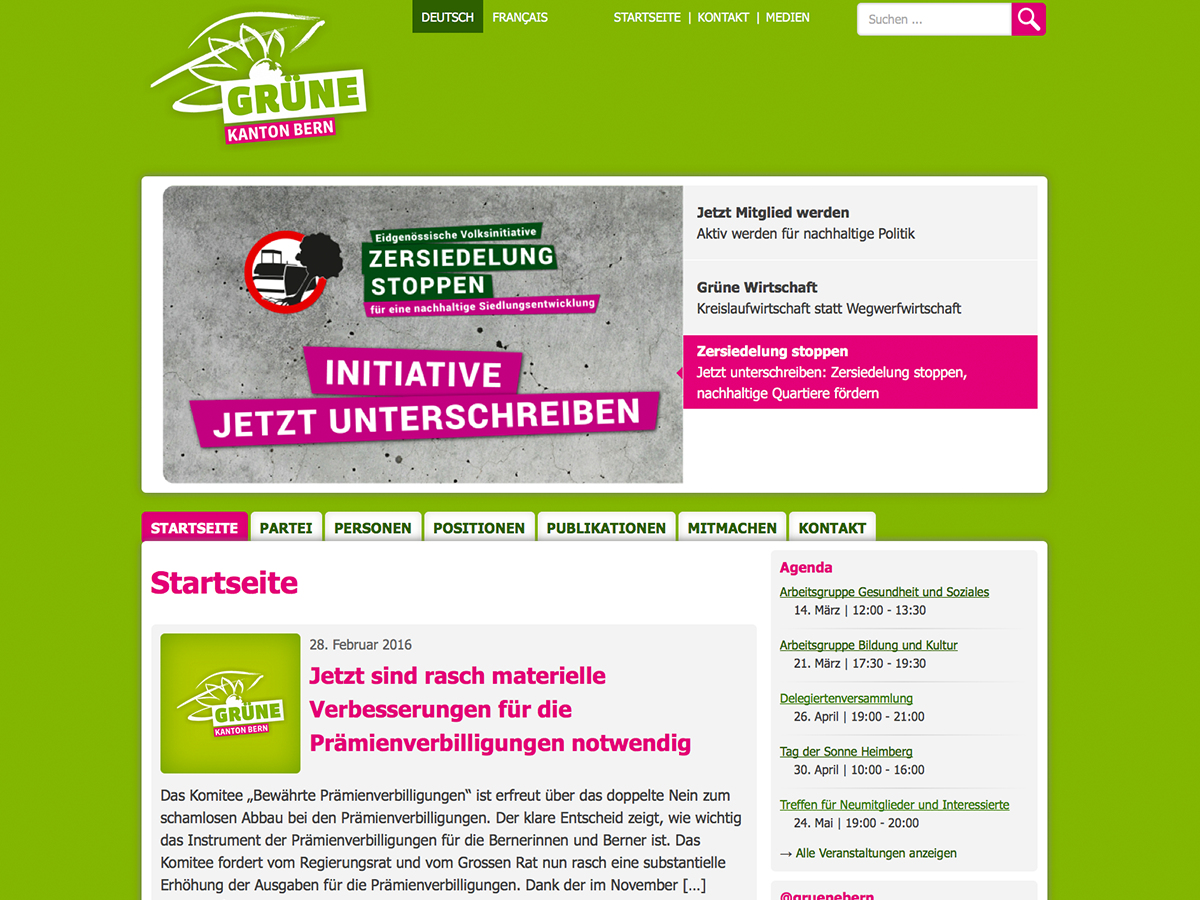 DEUTSCH
FRANÇAIS
STARTSEITE | KONTAKT | MEDIEN
Suchen ...
GRÜNE
KANTON BERN
Eidgenössische Volksinitiative
ZERSIEDELUNG
STOPPEN
für eine nachhaltige Siedlungsentwicklung
INITIATIVE
JETZT UNTERSCHREIBEN
Jetzt Mitglied werden
Aktiv werden für nachhaltige Politik
Grüne Wirtschaft
Kreislaufwirtschaft statt Wegwerfwirtschaft
Zersiedelung stoppen
Jetzt unterschreiben: Zersiedelung stoppen,
nachhaltige Quartiere fördern
STARTSEITE
PARTEI
PERSONEN
POSITIONEN
PUBLIKATIONEN
MITMACHEN
KONTAKT
Startseite
GRÜNE
KANTON BERN
28. Februar 2016
Jetzt sind rasch materielle
Verbesserungen für die
Prämienverbilligungen notwendig
Das Komitee „Bewährte Prämienverbilligungen“ ist erfreut über das doppelte Nein zum
schamlosen Abbau bei den Prämienverbilligungen. Der klare Entscheid zeigt, wie wichtig
das Instrument der Prämienverbilligungen für die Bernerinnen und Berner ist. Das
Komitee fordert vom Regierungsrat und vom Grossen Rat nun rasch eine substantielle
Erhöhung der Ausgaben für die Prämienverbilligungen. Dank der im November [...]
Agenda
Arbeitsgruppe Gesundheit und Soziales
14. März | 12:00 - 13:30
Arbeitsgruppe Bildung und Kultur
21. März | 17:30 - 19:30
Delegiertenversammlung
26. April | 19:00 - 21:00
Tag der Sonne Heimberg
30. April | 10:00 - 16:00
Treffen für Neumitglieder und Interessierte
24. Mai | 19:00 - 20:00
→ Alle Veranstaltungen anzeigen
@gruenebern